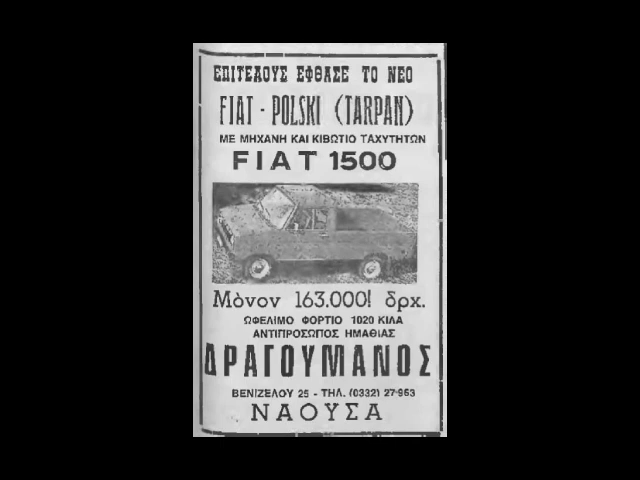 ΕΠΙΤΕΛΟΥΣ ΕΦΘΑΣΕ ΤΟ ΝΕΟ
FIAT - POLSKI (TARPAN)
ΜΕ ΜΗΧΑΝΗ ΚΑΙ ΚΙΒΩΤΙΟ ΤΑΧΥΤΗΤΩΝ
FIAT 1500
Μόνον 163.000! δρχ.
ΩΦΕΛΙΜΟ ΦΟΡΤΙΟ 1020 ΚΙΛΑ
ΑΝΤΙΠΡΟΣΩΠΟΣ ΗΜΑΘΙΑΣ
ΔΡΑΓΟΥΜΑΝΟΣ
ΒΕΝΙΖΕΛΟΥ 25 - ΤΗΛ. (0332) 27-963
ΝΑΟΥΣΑ